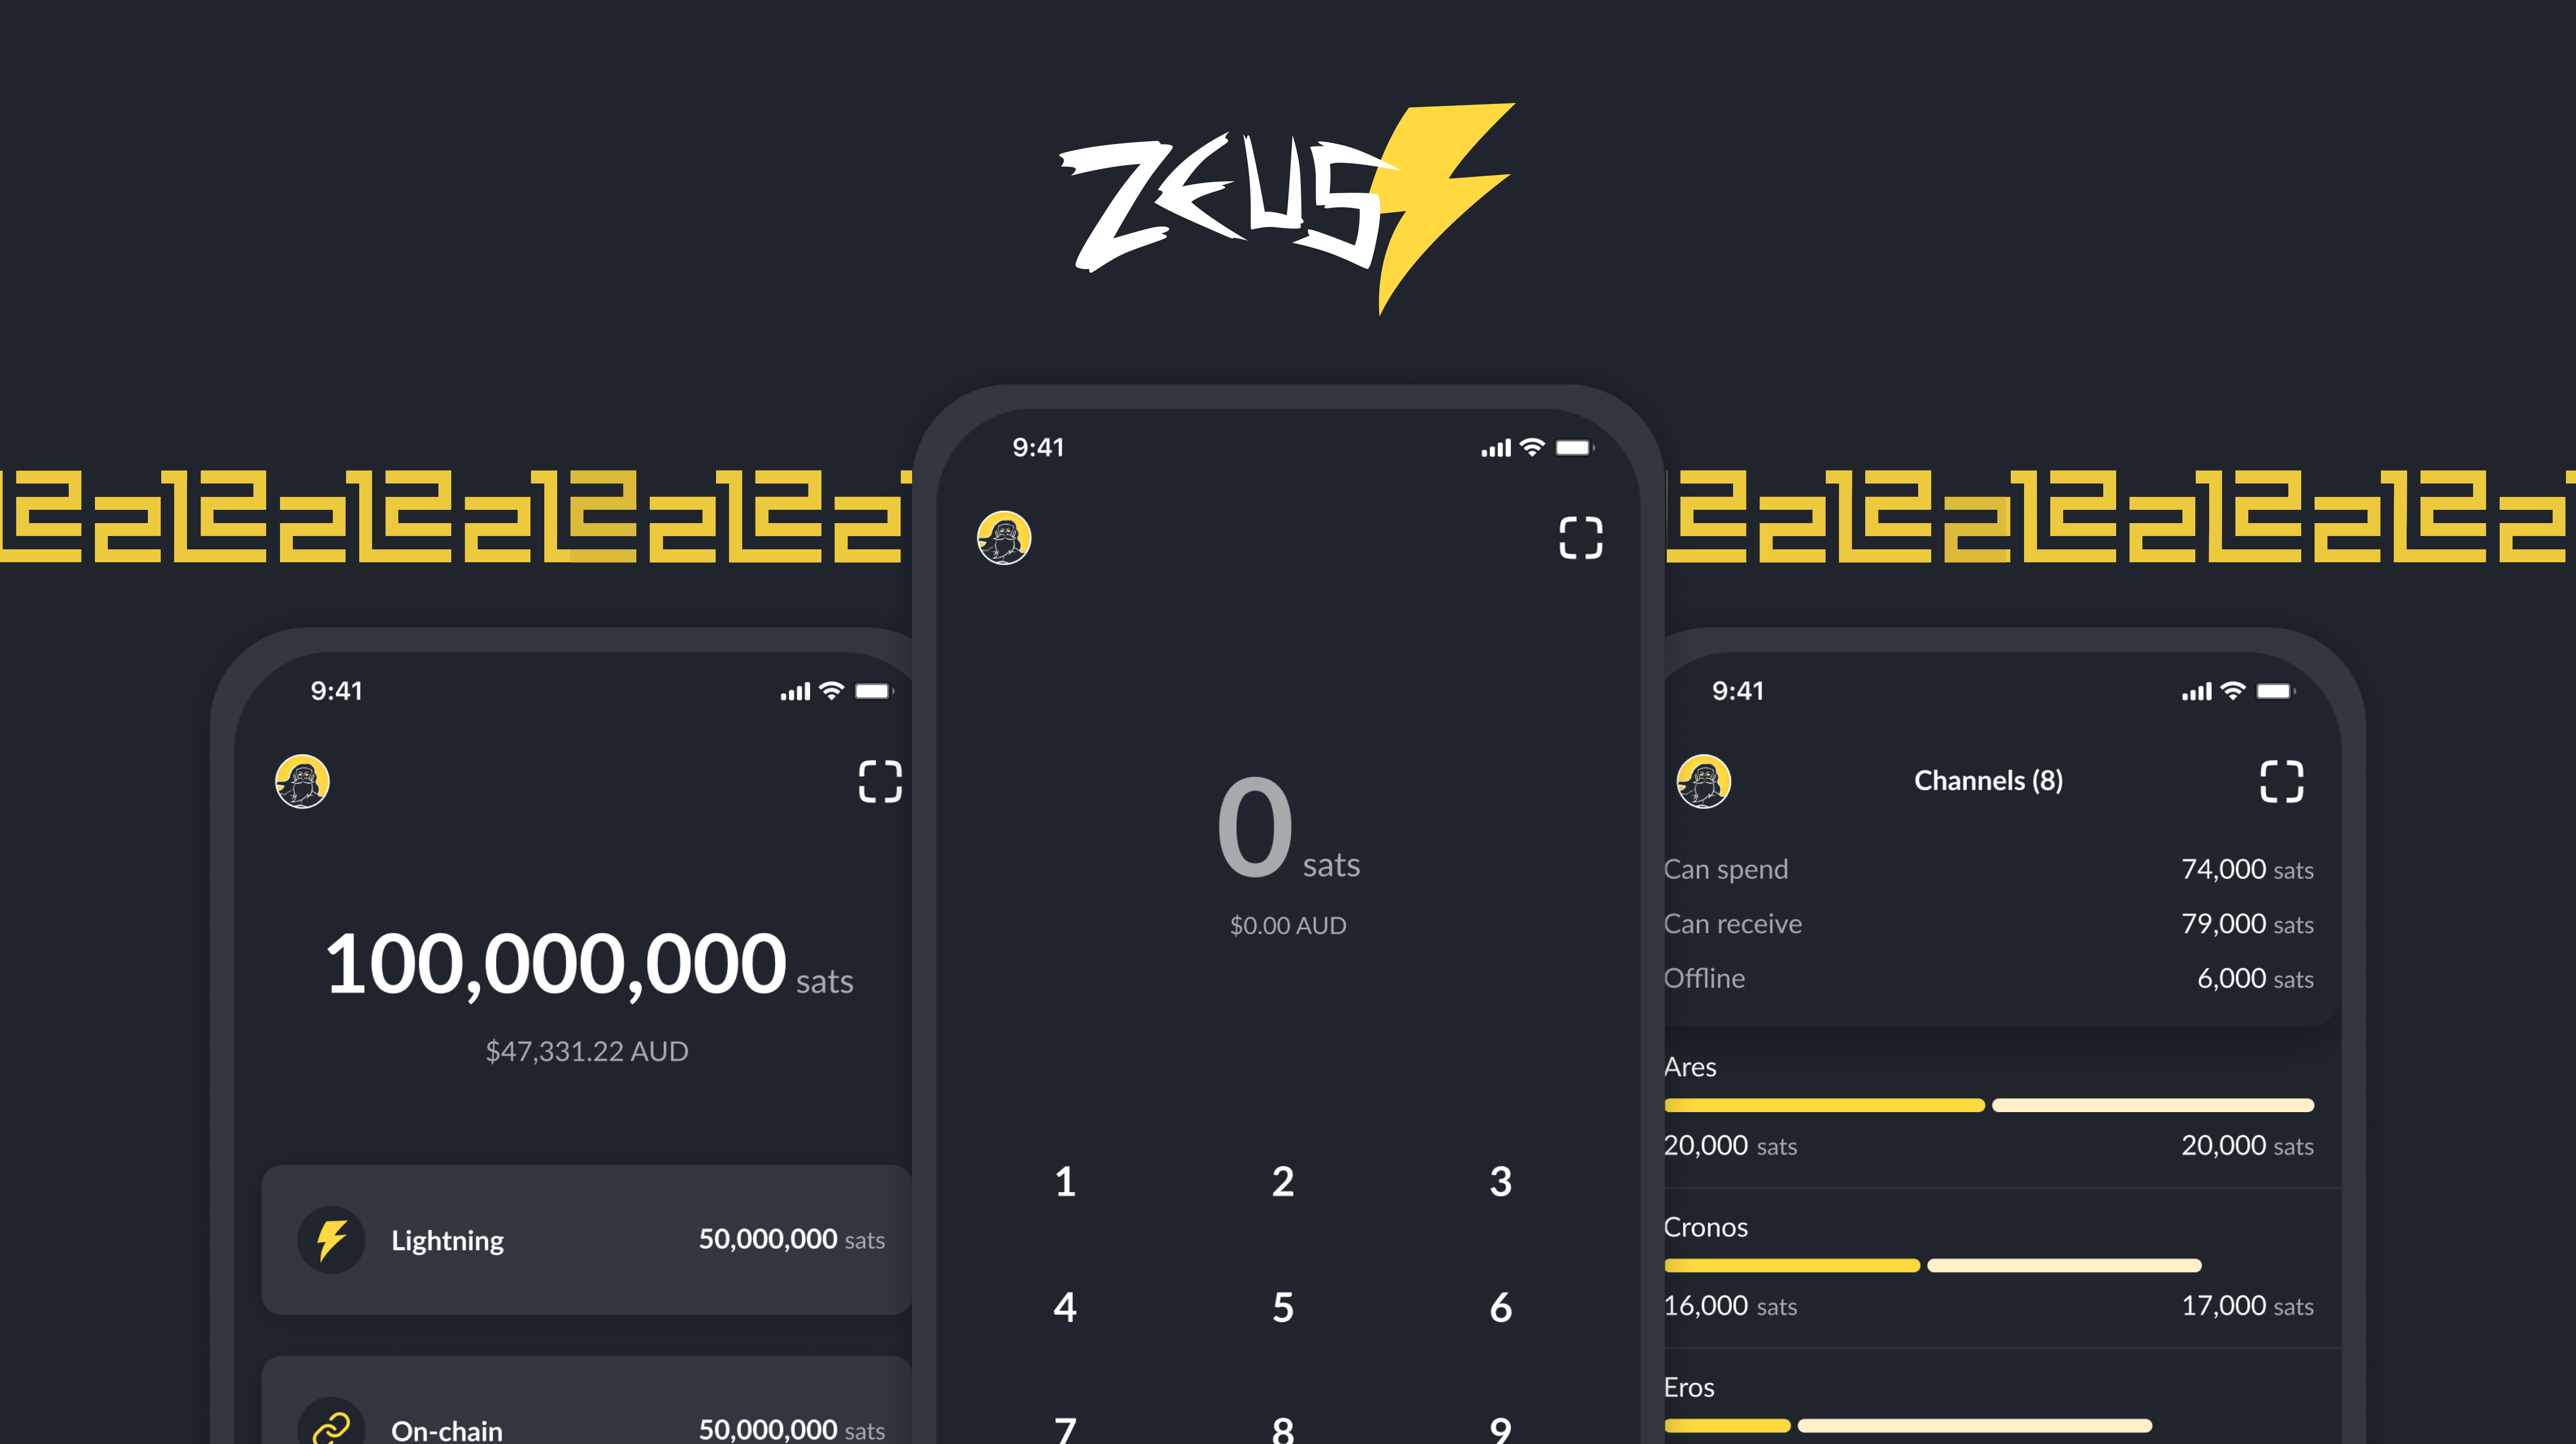 ZEUS
9:41
100,000,000 sats
$47,331.22 AUD
Lightning 50,000,000 sats
On-chain 50,000,000 sats
9:41
0 sats
$0.00 AUD
1 2 3
4 5 6
7 8 9
9:41
Channels (8)
Can spend 74,000 sats
Can receive 79,000 sats
Offline 6,000 sats
Ares
20,000 sats 20,000 sats
Cronos
16,000 sats 17,000 sats
Eros